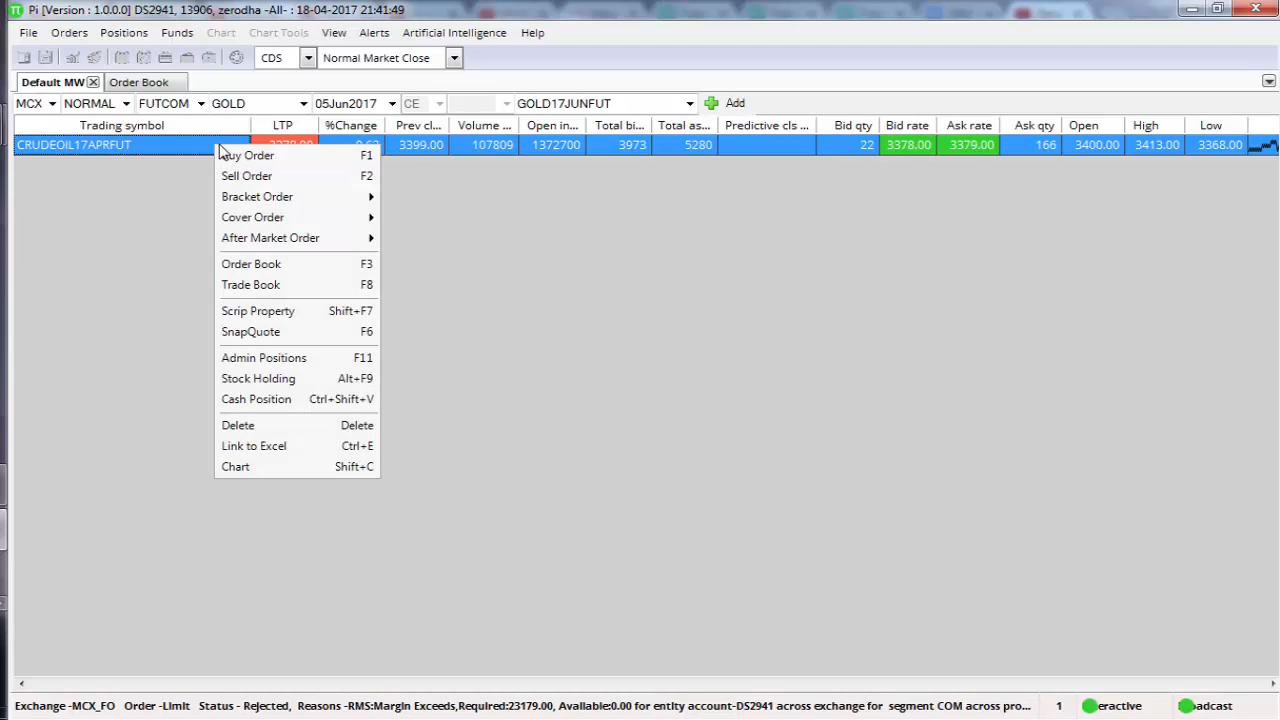 Pi [Version : 1.0.0.0] DS2941, 13906, zerodha -All- : 18-04-2017 21:41:49
File Orders Positions Funds Chart Chart Tools View Alerts Artificial Intelligence Help
CDS Normal Market Close
Default MW Order Book
MCX NORMAL FUTCOM GOLD 05Jun2017 CE GOLD17JUNFUT Add
Trading symbol LTP %Change Prev cl... Volume ... Open in... Total bi... Total as... Predictive cls ... Bid qty Bid rate Ask rate Ask qty Open High Low
CRUDEOIL17APRFUT 3399.00 107809 1372700 3973 5280 22 3378.00 3379.00 166 3400.00 3413.00 3368.00
Buy Order F1
Sell Order F2
Bracket Order
Cover Order
After Market Order
Order Book F3
Trade Book F8
Scrip Property Shift+F7
SnapQuote F6
Admin Positions F11
Stock Holding Alt+F9
Cash Position Ctrl+Shift+V
Delete Delete
Link to Excel Ctrl+E
Chart Shift+C
Exchange -MCX_FO Order -Limit Status - Rejected, Reasons -RMS:Margin Exceeds,Required:23179.00, Available:0.00 for entity account-DS2941 across exchange for segment COM across pro... 1 eractive adcast